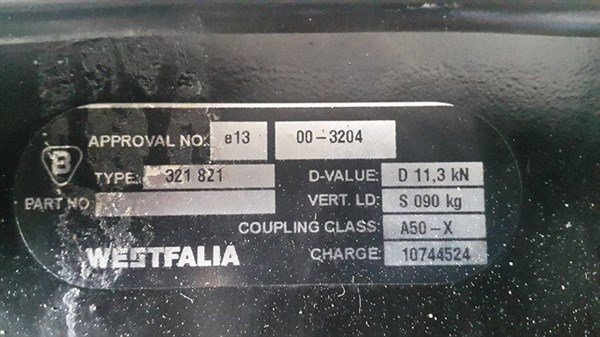 APPROVAL NO: e13 00-3204
B TYPE: 321 821 D-VALUE: D 11,3 kN
PART NO VERT. LD: S 090 kg
COUPLING CLASS: A50-X
WESTFALIA CHARGE: 10744524